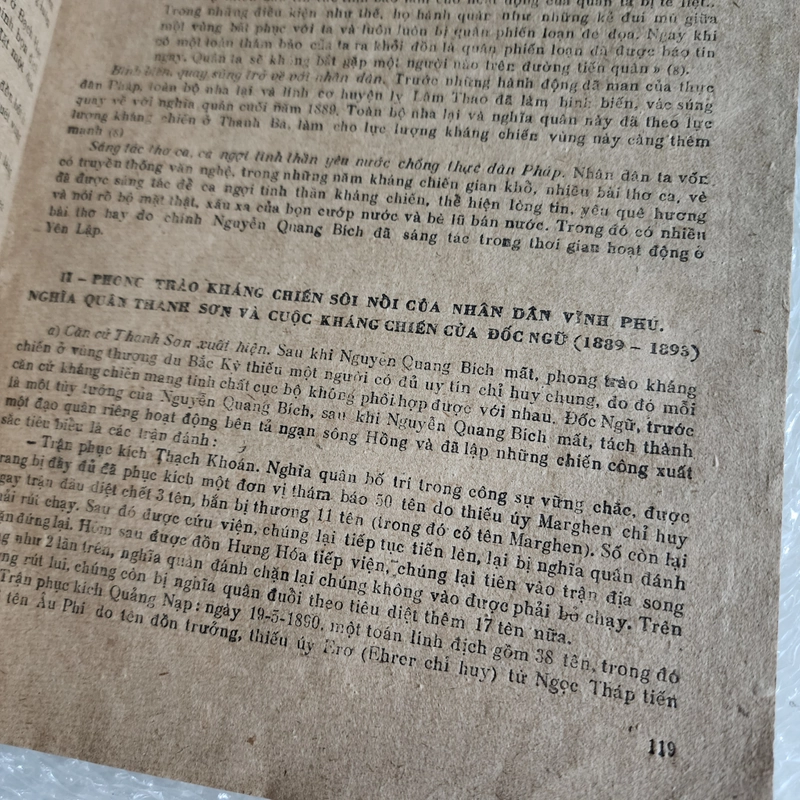 Trong những điều kiện như thế, họ hành quân như những kẻ đui mù giữa
một vùng bất phục với ta và luôn luôn bị quân phiến loạn đe dọa. Ngay khi
có một toán thám báo của ta ra khỏi đồn là quân phiến loạn đã được báo tin
ngay. Quân ta sẽ không bắt gặp một người nào trên đường tiến quân » (8).
Binh biến, quay súng trở về với nhân dân. Trước những hành động dã man của thực
dân Pháp, toàn bộ nha lại và lính cơ huyện lỵ Lâm Thao đã làm binh biến, vác súng
quay về với nghĩa quân cuối năm 1889. Toàn bộ nha lại và nghĩa quân này đã theo lực
lượng kháng chiến ở Thanh Ba, làm cho lực lượng kháng chiến vùng này càng thêm
mạnh (8)
Sáng tác thơ ca, ca ngợi tinh thần yêu nước chống thực dân Pháp. Nhân dân ta vốn
có truyền thống văn nghệ, trong những năm kháng chiến gian khổ, nhiều bài thơ ca, vè
đã được sáng tác để ca ngợi tinh thần kháng chiến, thể hiện lòng tin, yêu quê hương
và nói rõ bộ mặt thật, xấu xa của bọn cướp nước và bè lũ bán nước. Trong đó có nhiều
bài thơ hay do chính Nguyễn Quang Bích đã sáng tác trong thời gian hoạt động ở
Yên Lập.
II – PHONG TRÀO KHÁNG CHIẾN SÔI NỔI CỦA NHÂN DÂN VĨNH PHÚ.
NGHĨA QUÂN THANH SƠN VÀ CUỘC KHÁNG CHIẾN CỦA ĐỐC NGỮ (1889 – 1893)
a) Căn cứ Thanh Sơn xuất hiện. Sau khi Nguyễn Quang Bích mất, phong trào kháng
chiến ở vùng thượng du Bắc Kỳ thiếu một người có đủ uy tín chỉ huy chung, do đó mỗi
căn cứ kháng chiến mang tính chất cục bộ không phối hợp được với nhau. Đốc Ngữ, trước
là một tùy tướng của Nguyễn Quang Bích, sau khi Nguyễn Quang Bích mất, tách thành
một đạo quân riêng hoạt động bên tả ngạn sông Hồng và đã lập những chiến công xuất
sắc tiêu biểu là các trận đánh:
– Trận phục kích Thạch Khoán. Nghĩa quân bố trí trong công sự vững chắc, được
rang bị đầy đủ đã phục kích một đơn vị thám báo 50 tên do thiếu úy Marghen chỉ huy
gay trận đầu diệt chết 3 tên, bắn bị thương 11 tên (trong đó có tên Marghen). Số còn lại
ải rút chạy. Sau đó được cứu viện, chúng lại tiếp tục tiến lên, lại bị nghĩa quân đánh
ặn đứng lại. Hôm sau được đồn Hưng Hóa tiếp viện, chúng lại tiên vào trận địa song
g như 2 lần trên, nghĩa quân đánh chặn lại chúng không vào được phải bỏ chạy. Trên
ng rút lui, chúng còn bị nghĩa quân đuổi theo tiêu diệt thêm 17 tên nữa.
Trận phục kích Quảng Nạp: ngày 19-5-1890, một toán lính địch gồm 38 tên, trong đó
tên Âu Phi do tên đồn trưởng, thiếu úy Erơ (Ehrer chỉ huy) từ Ngọc Tháp tiến
119